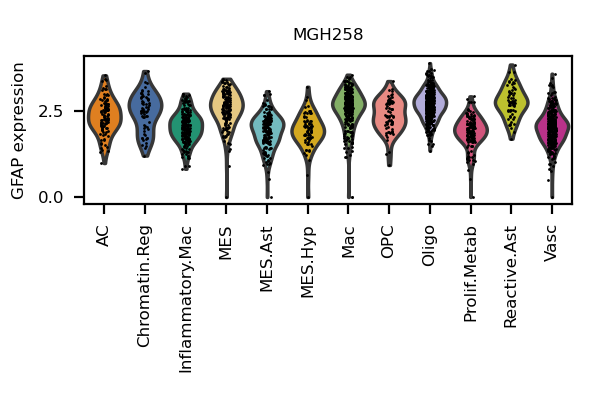 MGH258
GFAP expression
2.5
0.0
AC
Chromatin.Reg
Inflammatory.Mac
MES
MES.Ast
MES.Hyp
Mac
OPC
Oligo
Prolif.Metab
Reactive.Ast
Vasc